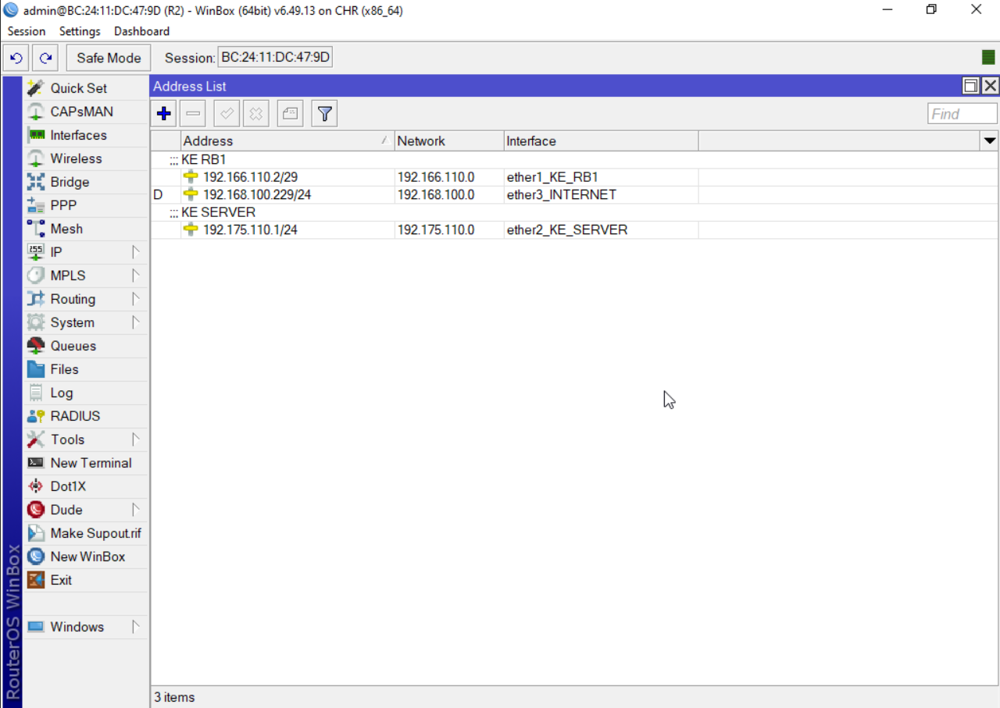 admin@BC:24:11:DC:47:9D (R2) - WinBox (64bit) v6.49.13 on CHR (x86_64)
Session Settings Dashboard
Safe Mode Session: BC:24:11:DC:47:9D
Quick Set
CAPsMAN
Interfaces
Wireless
Bridge
PPP
Mesh
IP
MPLS
Routing
System
Queues
Files
Log
RADIUS
Tools
New Terminal
Dot1X
Dude
Make Supout.rif
New WinBox
Exit
Windows
RouterOS WinBox
Address List
Find
Address Network Interface
::: KE RB1
192.166.110.2/29 192.166.110.0 ether1_KE_RB1
D 192.168.100.229/24 192.168.100.0 ether3_INTERNET
::: KE SERVER
192.175.110.1/24 192.175.110.0 ether2_KE_SERVER
3 items